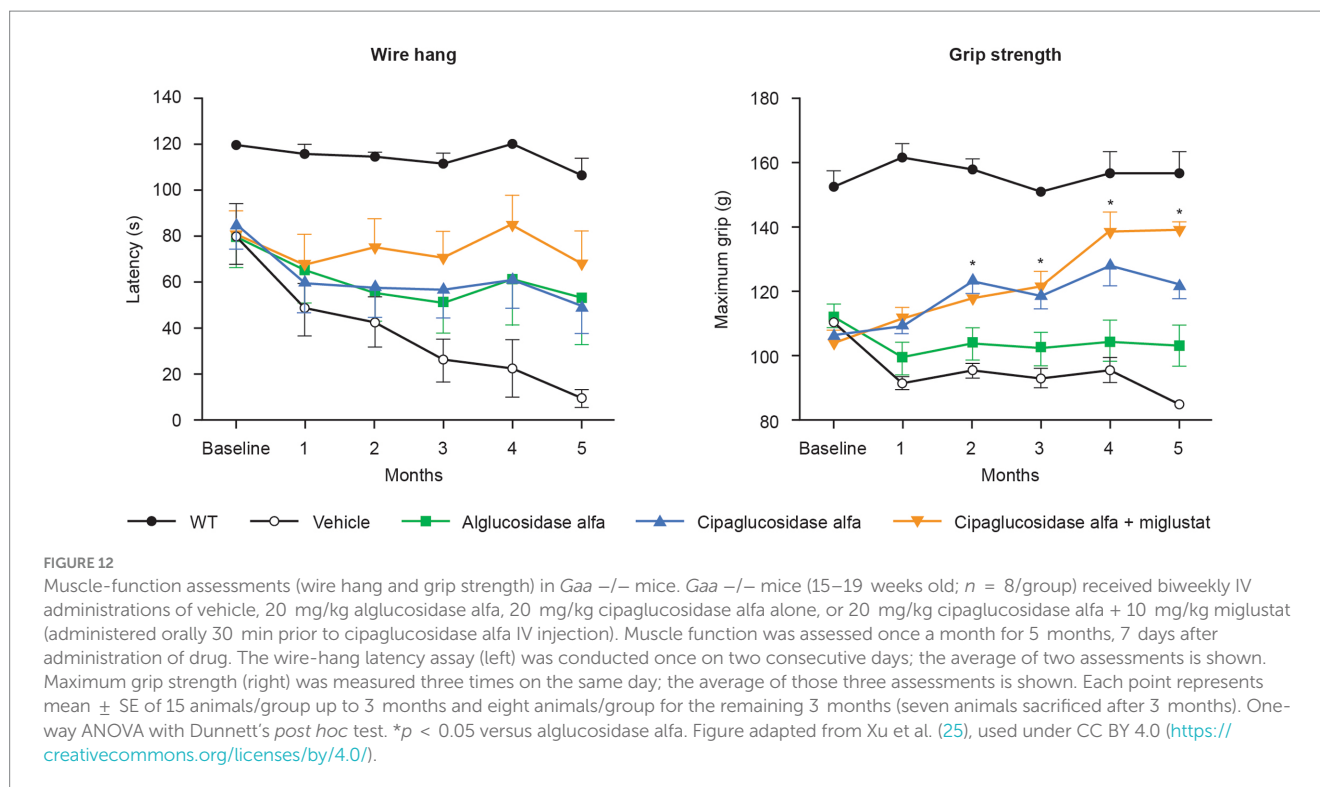 Wire hang
Grip strength
140
120
100
80
60
40
20
0
Latency (s)
Baseline 1 2 3 4 5
Months
180
160
140
120
100
80
Maximum grip (g)
* * * *
Baseline 1 2 3 4 5
Months
WT Vehicle Alglucosidase alfa Cipaglucosidase alfa Cipaglucosidase alfa + miglustat
FIGURE 12
Muscle-function assessments (wire hang and grip strength) in Gaa −/− mice. Gaa −/− mice (15–19 weeks old; n = 8/group) received biweekly IV
administrations of vehicle, 20 mg/kg alglucosidase alfa, 20 mg/kg cipaglucosidase alfa alone, or 20 mg/kg cipaglucosidase alfa + 10 mg/kg miglustat
(administered orally 30 min prior to cipaglucosidase alfa IV injection). Muscle function was assessed once a month for 5 months, 7 days after
administration of drug. The wire-hang latency assay (left) was conducted once on two consecutive days; the average of two assessments is shown.
Maximum grip strength (right) was measured three times on the same day; the average of those three assessments is shown. Each point represents
mean ± SE of 15 animals/group up to 3 months and eight animals/group for the remaining 3 months (seven animals sacrificed after 3 months). One-
way ANOVA with Dunnett's post hoc test. *p < 0.05 versus alglucosidase alfa. Figure adapted from Xu et al. (25), used under CC BY 4.0 (https://
creativecommons.org/licenses/by/4.0/).